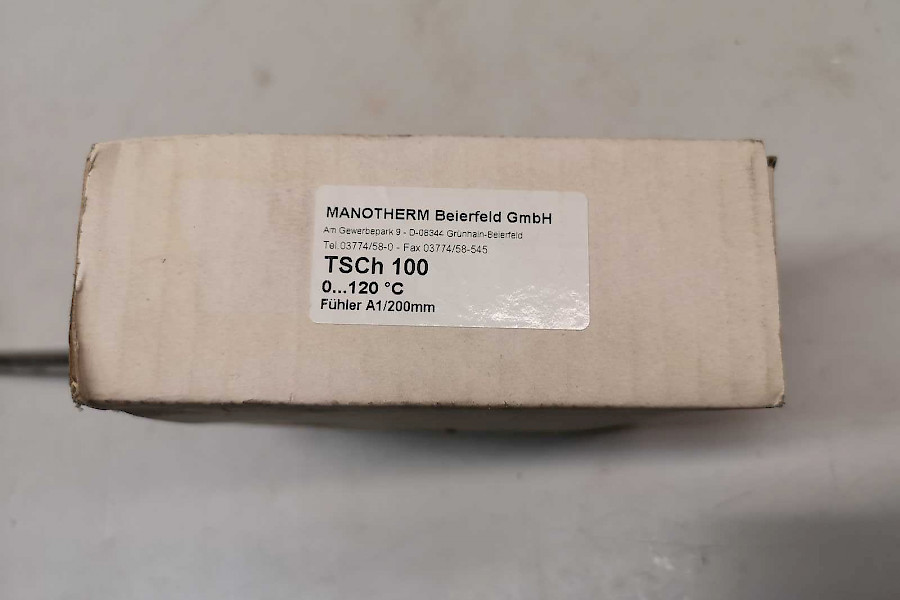 MANOTHERM Beierfeld GmbH
Am Gewerbepark 9 - D-08344 Grünhain-Beierfeld
Tel.03774/58-0 - Fax 03774/58-545
TSCh 100
0...120 °C
Fühler A1/200mm